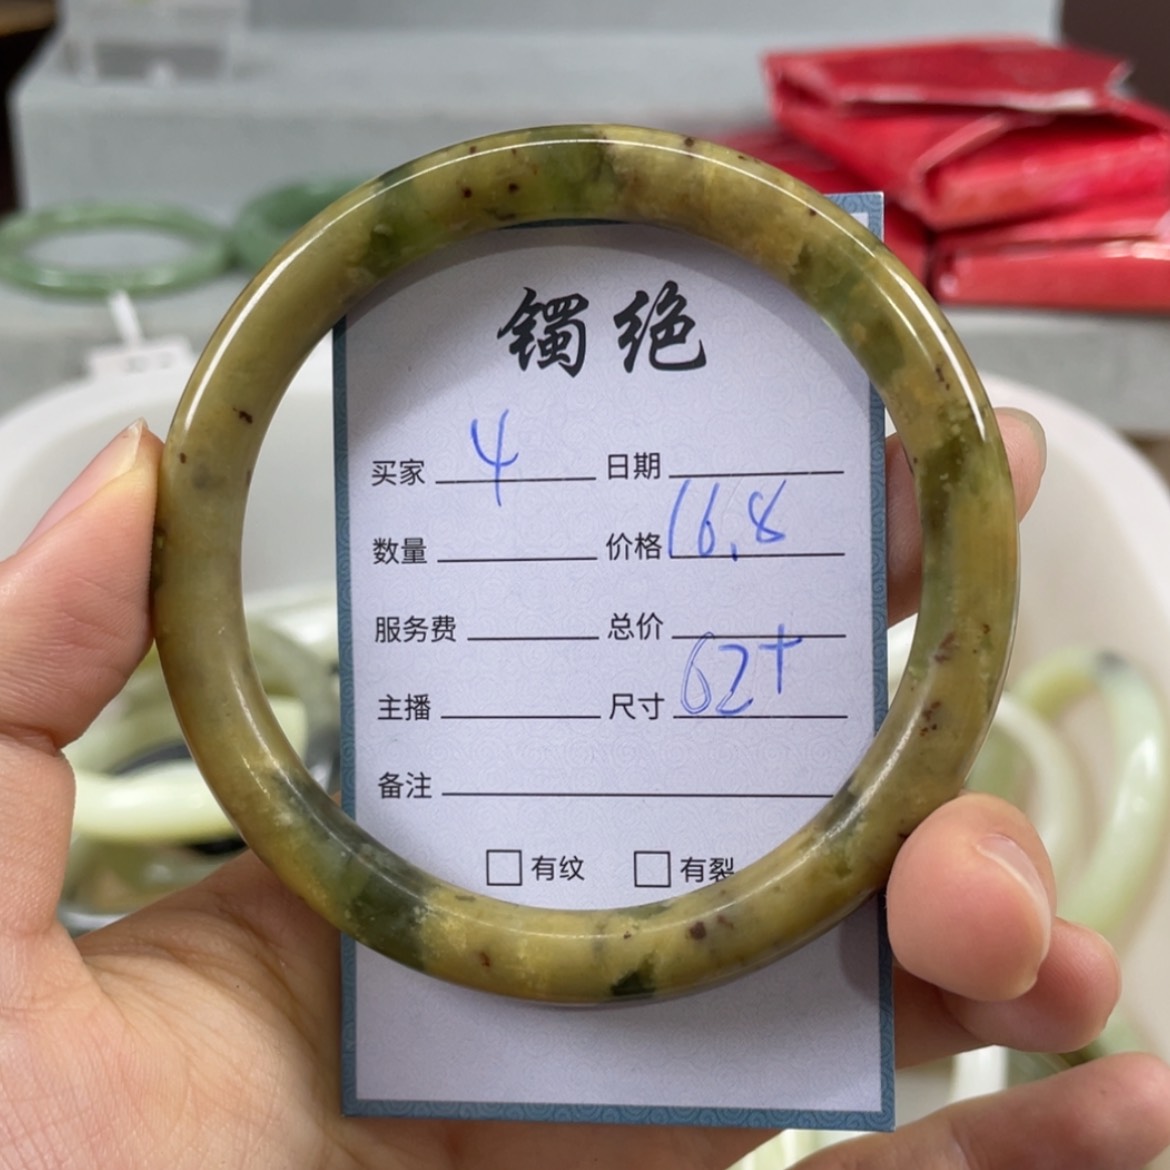 镯绝
买家 4 日期
数量 价格 16.8
服务费 总价
主播 尺寸 62+
备注
□有纹 □有裂